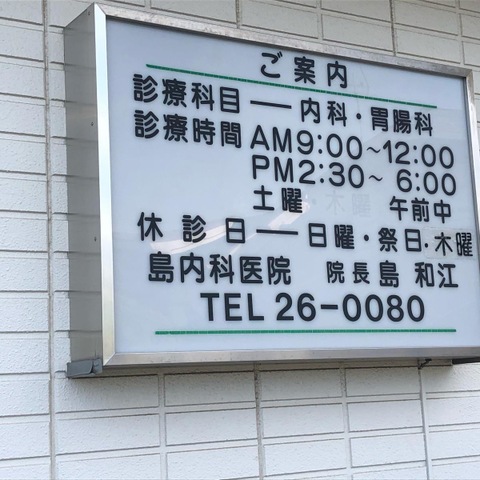 ご案内
診療科目 ── 内科・胃腸科
診療時間 AM9:00～12:00
PM2:30～6:00
土曜 午前中
休診日 ── 日曜・祭日・木曜
島内科医院 院長 島 和江
TEL 26-0080